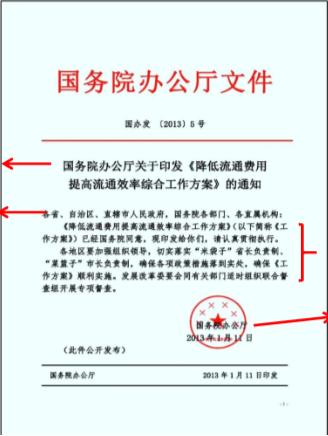 国务院办公厅文件
国办发 〔2013〕5号
国务院办公厅关于印发《降低流通费用
提高流通效率综合工作方案》的通知
各省、自治区、直辖市人民政府，国务院各部门、各直属机构：
《降低流通费用提高流通效率综合工作方案》（以下简称《工
作方案》）已经国务院同意，现印发给你们，请认真贯彻执行。
各地区要加强组织领导，切实落实“米袋子”省长负责制、
“菜篮子”市长负责制，确保各项政策措施落到实处，确保《工
作方案》顺利实施。发展改革委要会同有关部门适时组织联合督
查组开展专项督查。
国务院办公厅
2013年1月11日
（此件公开发布）
国务院办公厅 2013年1月11日印发
-1-